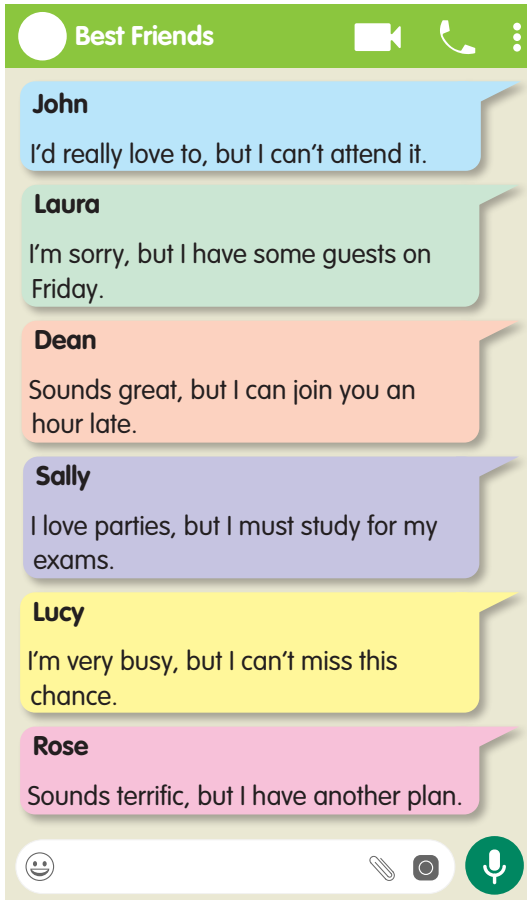 Best Friends
John
I'd really love to, but I can't attend it.
Laura
I'm sorry, but I have some guests on
Friday.
Dean
Sounds great, but I can join you an
hour late.
Sally
I love parties, but I must study for my
exams.
Lucy
I'm very busy, but I can't miss this
chance.
Rose
Sounds terrific, but I have another plan.